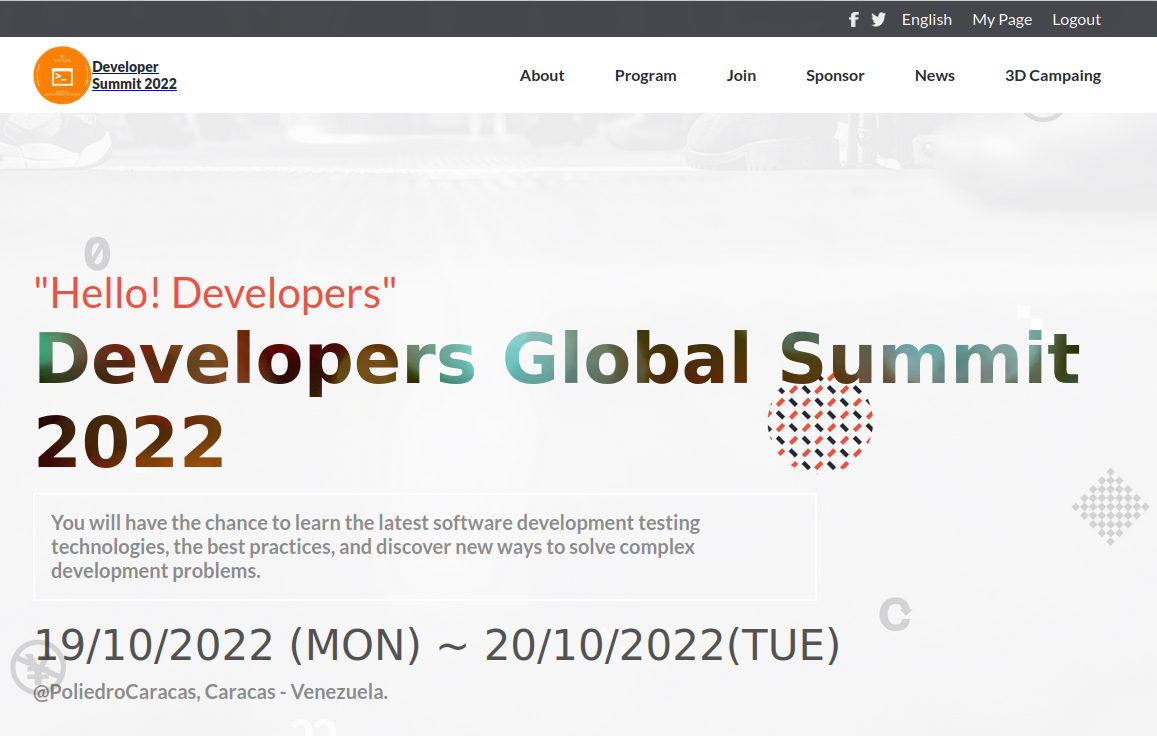 English My Page Logout
Developer
Summit 2022
About Program Join Sponsor News 3D Campaing
"Hello! Developers"
Developers Global Summit
2022
You will have the chance to learn the latest software development testing
technologies, the best practices, and discover new ways to solve complex
development problems.
19/10/2022 (MON) ~ 20/10/2022(TUE)
@PoliedroCaracas, Caracas - Venezuela.